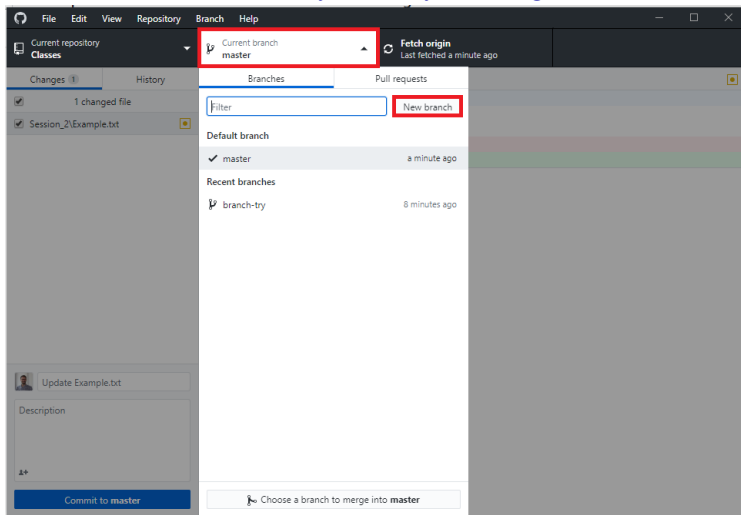 File Edit View Repository Branch Help
Current repository
Classes
Current branch
master
Fetch origin
Last fetched a minute ago
Changes 1 History
Branches Pull requests
1 changed file
Filter New branch
Session_2\Example.txt
Default branch
master a minute ago
Recent branches
branch-try 8 minutes ago
Update Example.txt
Description
Commit to master
Choose a branch to merge into master